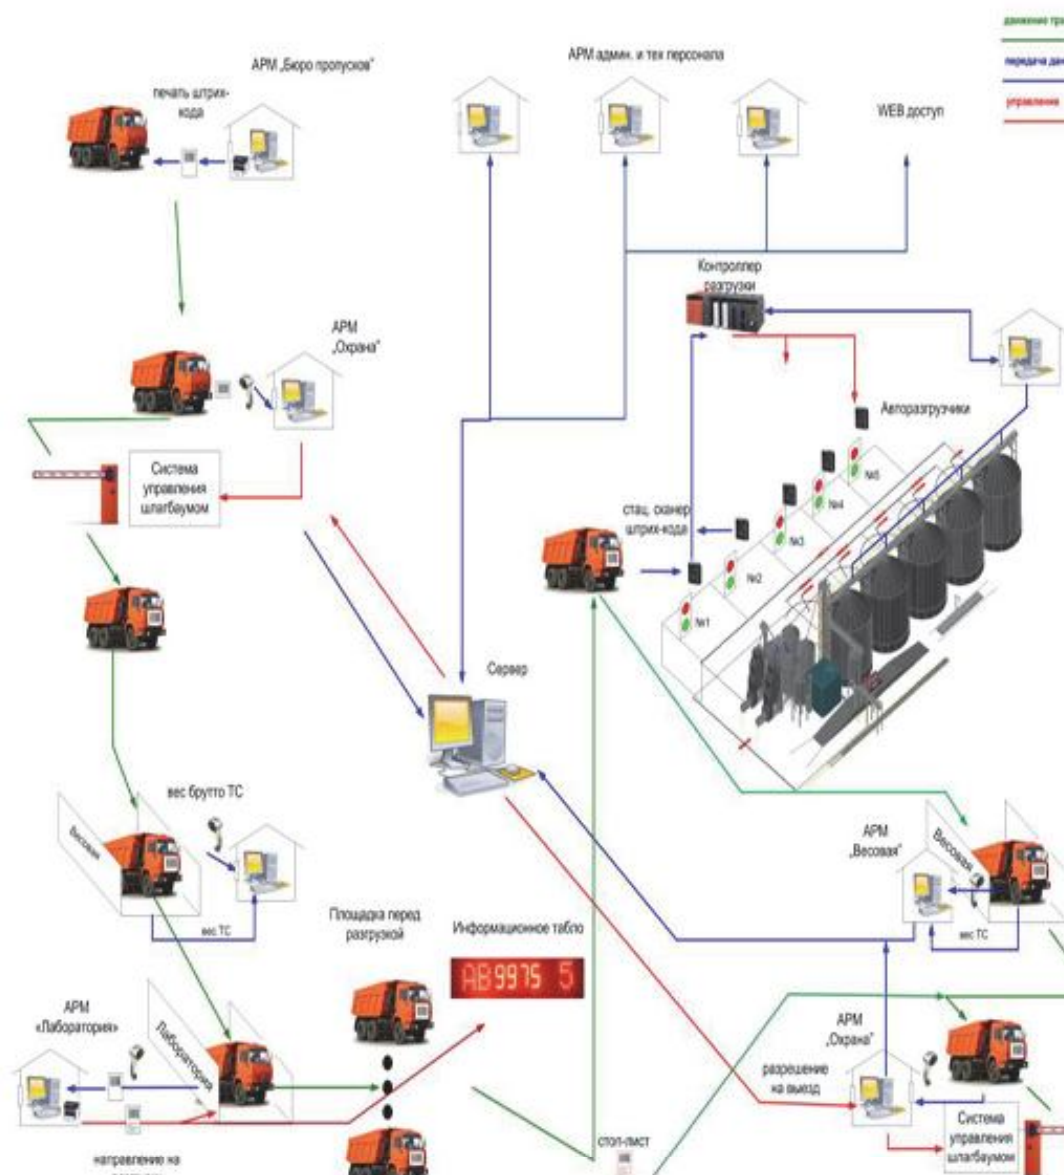 движение
АРМ „Бюро пропусков"
АРМ админ. и тех персонала
передача
печать штрих-
кода
WEB доступ
управление
Контроллер
разгрузки
АРМ
„Охрана"
Авторазгрузчики
Система
управления
шлагбаумом
стац. сканер
штрих-кода
№5
№4
№3
№2
№1
Сервер
вес брутто ТС
Весовая
АРМ
„Весовая"
Весовая
вес ТС
вес ТС
Площадка перед
разгрузкой
Информационное табло
AB 9975 5
АРМ
«Лаборатория»
Лаборатория
АРМ
„Охрана"
разрешение
на выезд
стоп-лист
Система
управления
шлагбаумом
направление на